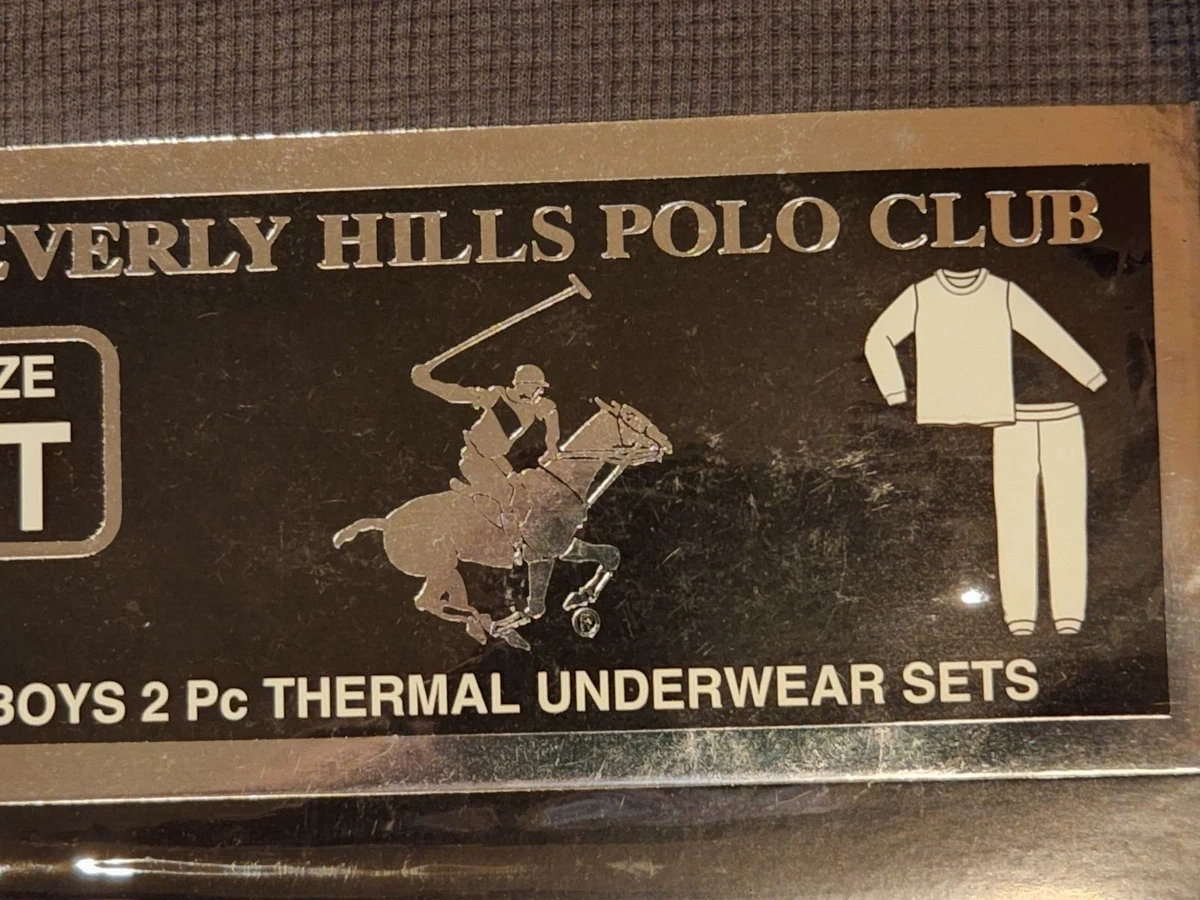 EVERLY HILLS POLO CLUB
ZE
T
BOYS 2 Pc THERMAL UNDERWEAR SETS